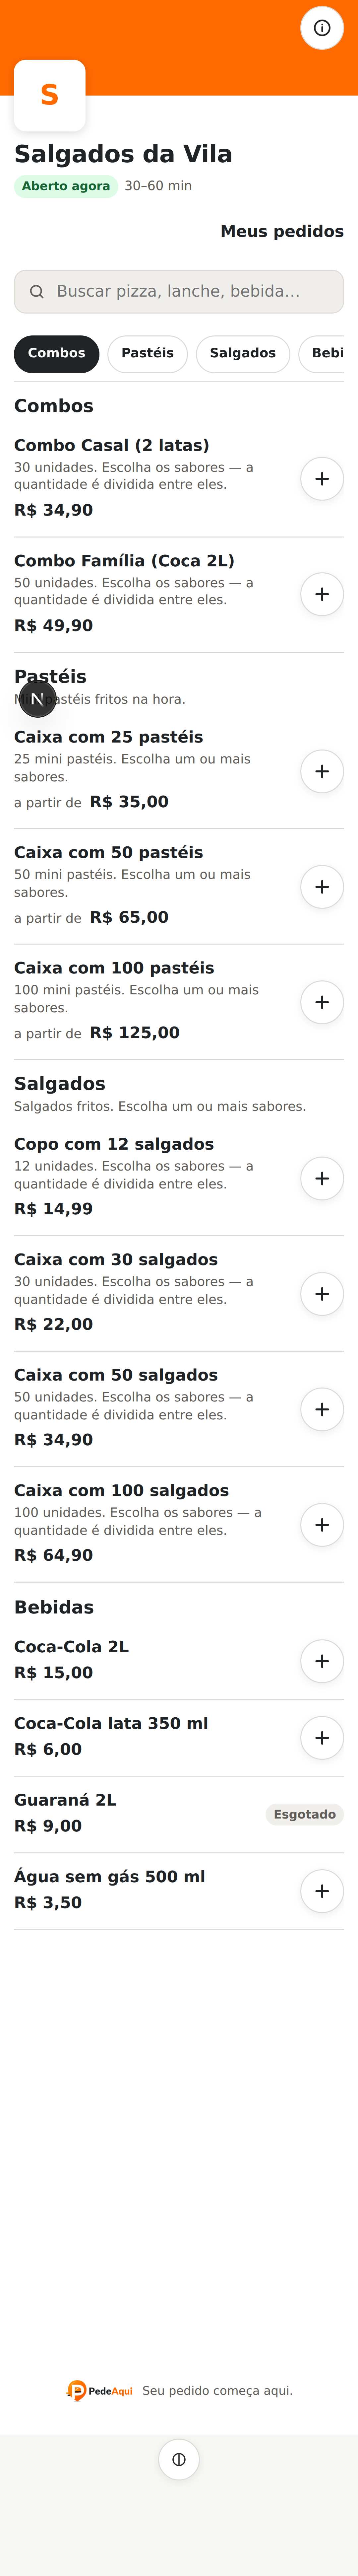 S
Salgados da Vila
Aberto agora 30–60 min
Meus pedidos
Buscar pizza, lanche, bebida...
Combos Pastéis Salgados Bebi
Combos
Combo Casal (2 latas)
30 unidades. Escolha os sabores — a
quantidade é dividida entre eles.
R$ 34,90
Combo Família (Coca 2L)
50 unidades. Escolha os sabores — a
quantidade é dividida entre eles.
R$ 49,90
Pastéis
N
pastéis fritos na hora.
Caixa com 25 pastéis
25 mini pastéis. Escolha um ou mais
sabores.
a partir de R$ 35,00
Caixa com 50 pastéis
50 mini pastéis. Escolha um ou mais
sabores.
a partir de R$ 65,00
Caixa com 100 pastéis
100 mini pastéis. Escolha um ou mais
sabores.
a partir de R$ 125,00
Salgados
Salgados fritos. Escolha um ou mais sabores.
Copo com 12 salgados
12 unidades. Escolha os sabores — a
quantidade é dividida entre eles.
R$ 14,99
Caixa com 30 salgados
30 unidades. Escolha os sabores — a
quantidade é dividida entre eles.
R$ 22,00
Caixa com 50 salgados
50 unidades. Escolha os sabores — a
quantidade é dividida entre eles.
R$ 34,90
Caixa com 100 salgados
100 unidades. Escolha os sabores — a
quantidade é dividida entre eles.
R$ 64,90
Bebidas
Coca-Cola 2L
R$ 15,00
Coca-Cola lata 350 ml
R$ 6,00
Guaraná 2L
R$ 9,00
Esgotado
Água sem gás 500 ml
R$ 3,50
PedeAqui Seu pedido começa aqui.